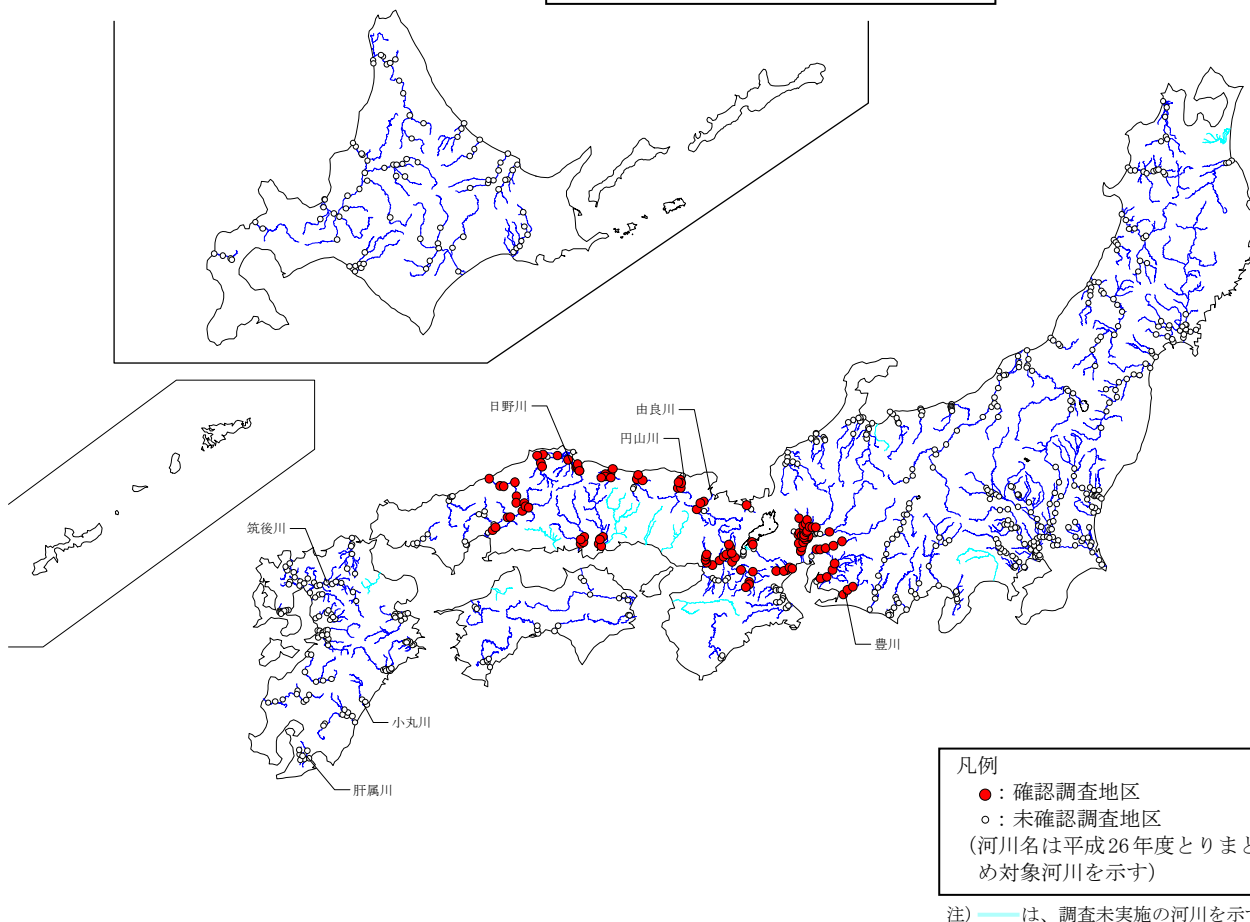 日野川
由良川
円山川
筑後川
豊川
小丸川
肝属川
凡例
●：確認調査地区
○：未確認調査地区
（河川名は平成26年度とりまと
め対象河川を示す）
注）は、調査未実施の河川を示す